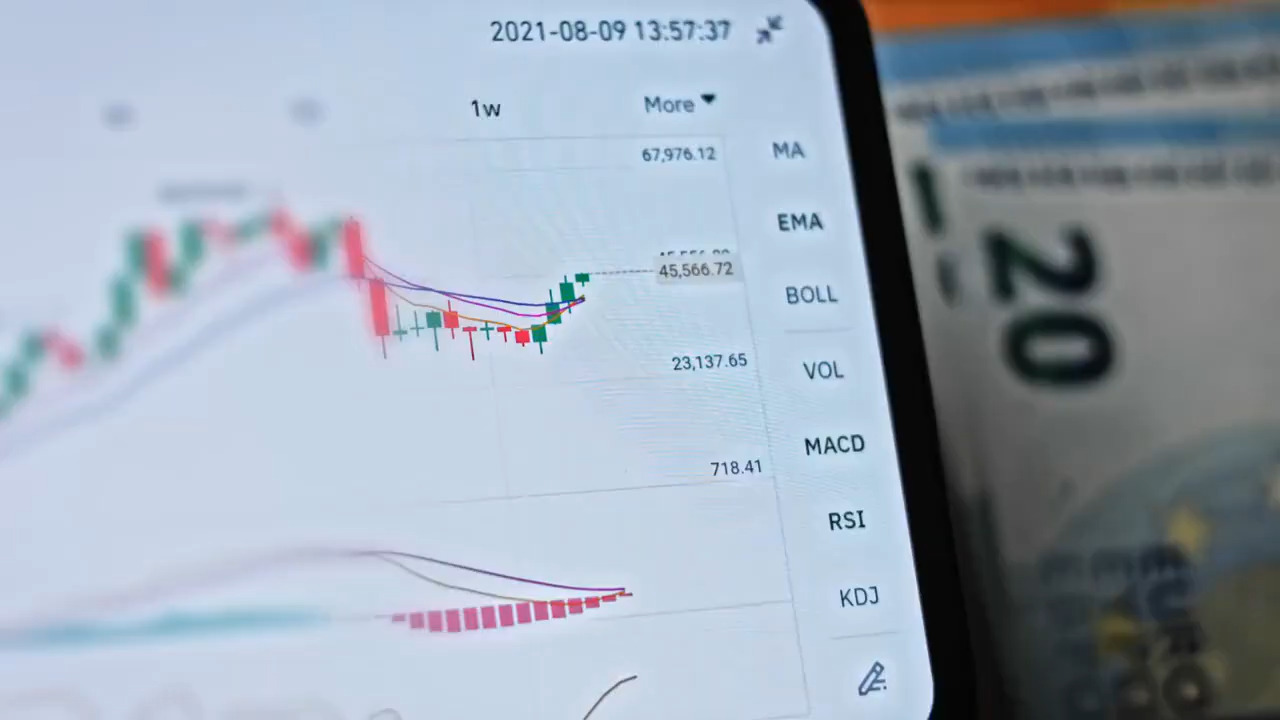 2021-08-09 13:57:37
1w
More
67,976.12
MA
EMA
45,566.72
BOLL
23,137.65
VOL
MACD
718.41
RSI
KDJ
20
EURO